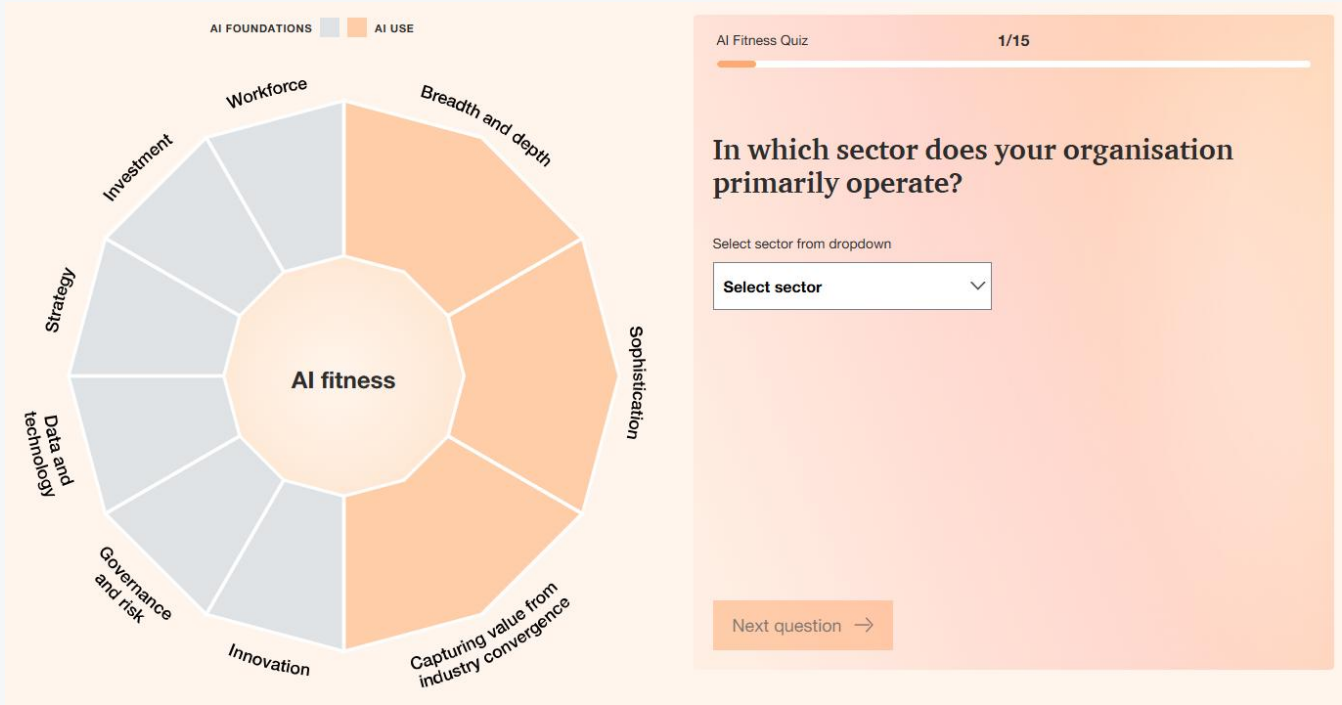 AI FOUNDATIONS
AI USE
Workforce
Breadth and depth
Investment
Strategy
Sophistication
AI fitness
Data and
technology
Governance
and risk
Innovation
Capturing value from
industry convergence
AI Fitness Quiz
1/15
In which sector does your organisation
primarily operate?
Select sector from dropdown
Select sector
Next question →